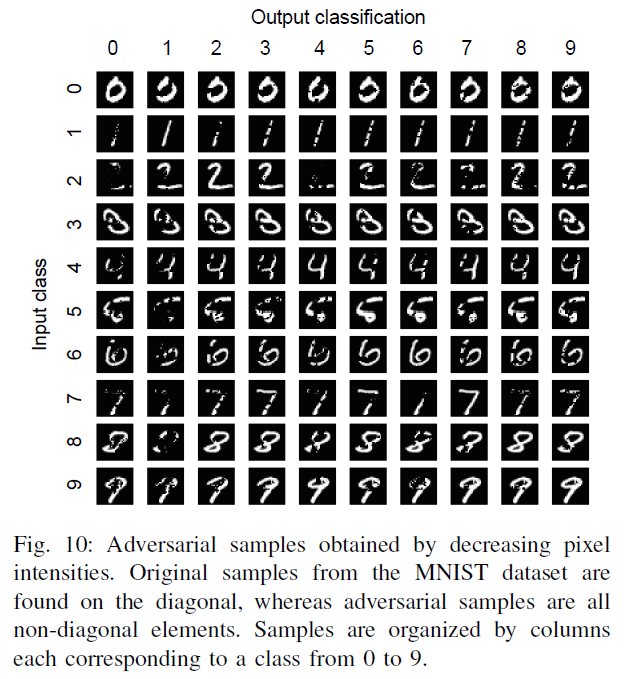 Output classification
0 1 2 3 4 5 6 7 8 9
Input class
0
1
2
3
4
5
6
7
8
9
Fig. 10: Adversarial samples obtained by decreasing pixel
intensities. Original samples from the MNIST dataset are
found on the diagonal, whereas adversarial samples are all
non-diagonal elements. Samples are organized by columns
each corresponding to a class from 0 to 9.